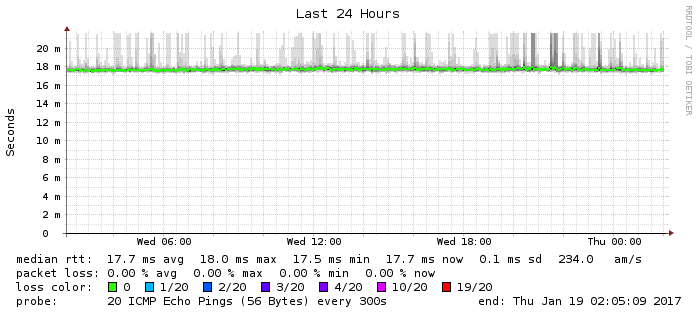 Last 24 Hours
RRDTOOL / TOBI OETIKER
Seconds
20 m
18 m
16 m
14 m
12 m
10 m
8 m
6 m
4 m
2 m
0
Wed 06:00 Wed 12:00 Wed 18:00 Thu 00:00
median rtt: 17.7 ms avg 18.0 ms max 17.5 ms min 17.7 ms now 0.1 ms sd 234.0 am/s
packet loss: 0.00 % avg 0.00 % max 0.00 % min 0.00 % now
loss color: 0 1/20 2/20 3/20 4/20 10/20 19/20
probe: 20 ICMP Echo Pings (56 Bytes) every 300s end: Thu Jan 19 02:05:09 2017